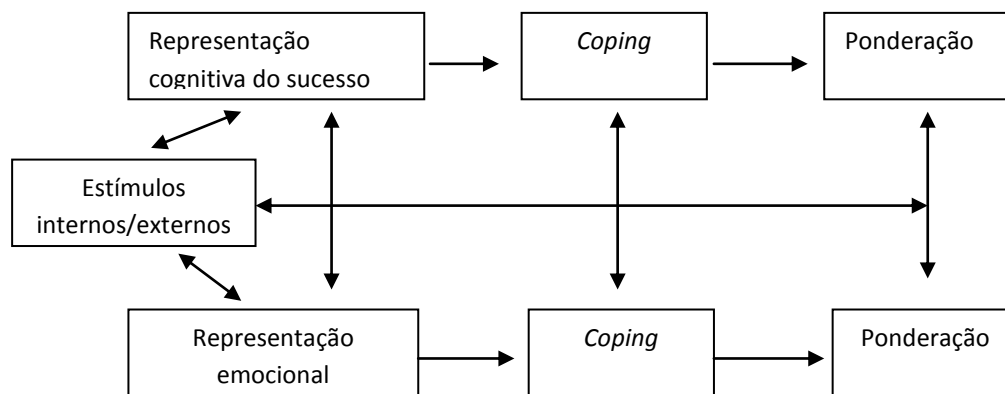 Representação
cognitiva do sucesso
Coping
Ponderação
Estímulos
internos/externos
Representação
emocional
Coping
Ponderação